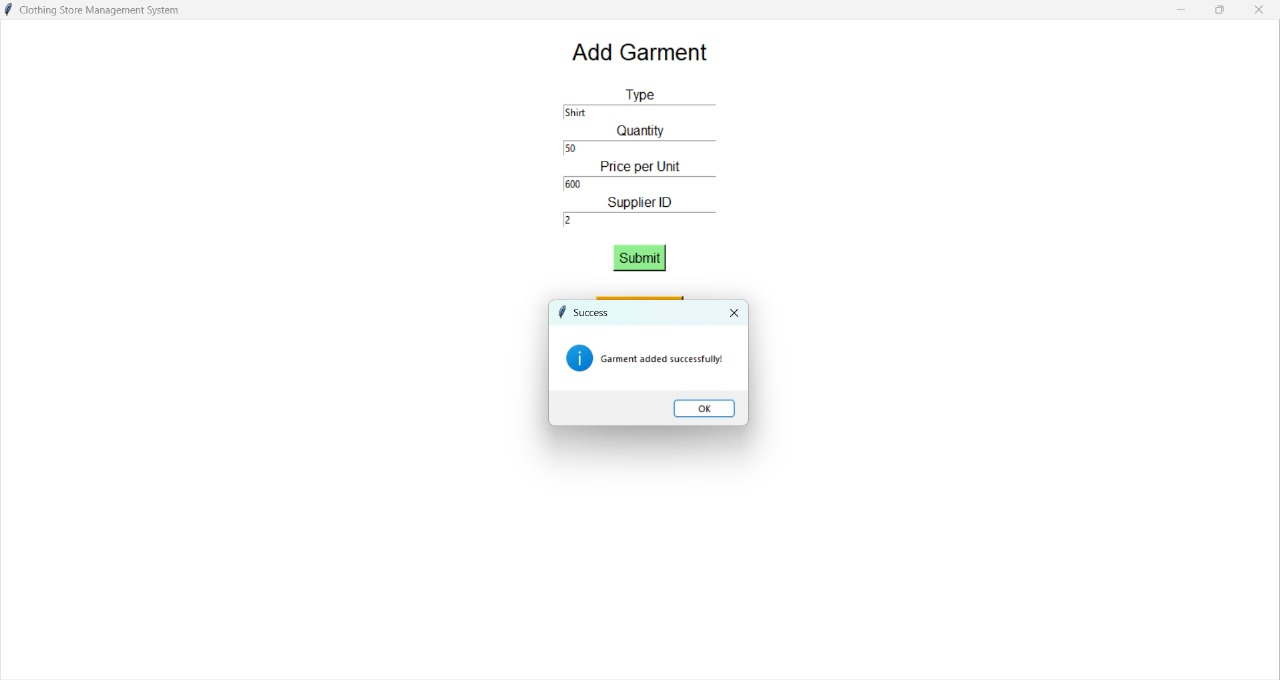 Clothing Store Management System
Add Garment
Type
Shirt
Quantity
50
Price per Unit
600
Supplier ID
2
Submit
Success
Garment added successfully!
OK